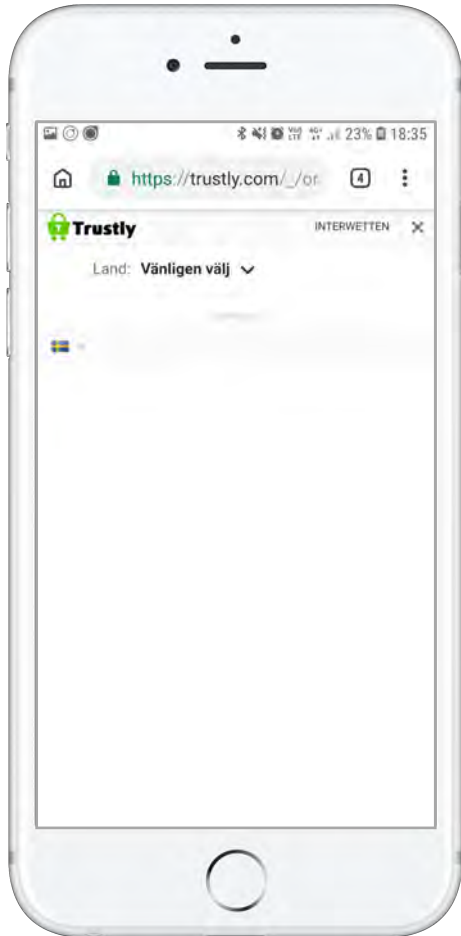 23% 18:35
https://trustly.com/_/or
4
Trustly
INTERWETTEN
Land: Vänligen välj